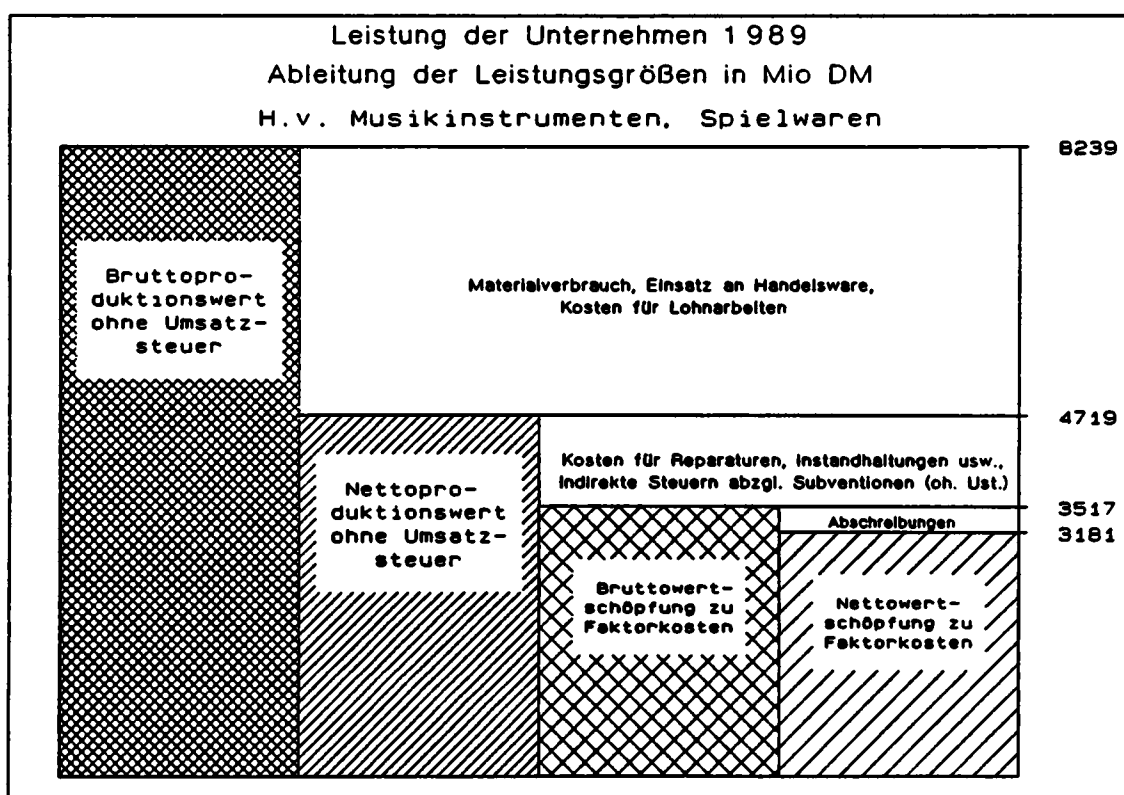 Leistung der Unternehmen 1989
Ableitung der Leistungsgrößen in Mio DM
H.v. Musikinstrumenten, Spielwaren
8239
Bruttopro-
duktionswert
ohne Umsatz-
steuer
Materialverbrauch, Einsatz an Handelsware,
Kosten für Lohnarbeiten
4719
Nettopro-
duktionswert
ohne Umsatz-
steuer
Kosten für Reparaturen, Instandhaltungen usw.,
Indirekte Steuern abzgl. Subventionen (oh. Ust.)
3517
Abschreibungen
3181
Bruttowert-
schöpfung zu
Faktorkosten
Nettowert-
schöpfung zu
Faktorkosten